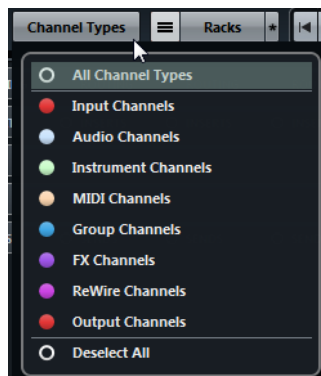 Channel Types Racks *
All Channel Types
Input Channels
Audio Channels
Instrument Channels
MIDI Channels
Group Channels
FX Channels
ReWire Channels
Output Channels
Deselect All